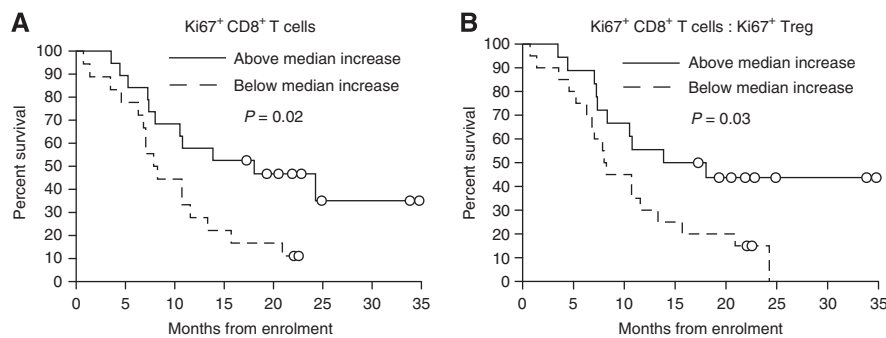 A
Ki67+ CD8+ T cells
Above median increase
Below median increase
P = 0.02
Percent survival
100
90
80
70
60
50
40
30
20
10
0
0 5 10 15 20 25 30 35
Months from enrolment
B
Ki67+ CD8+ T cells : Ki67+ Treg
Above median increase
Below median increase
P = 0.03
Percent survival
100
90
80
70
60
50
40
30
20
10
0
0 5 10 15 20 25 30 35
Months from enrolment